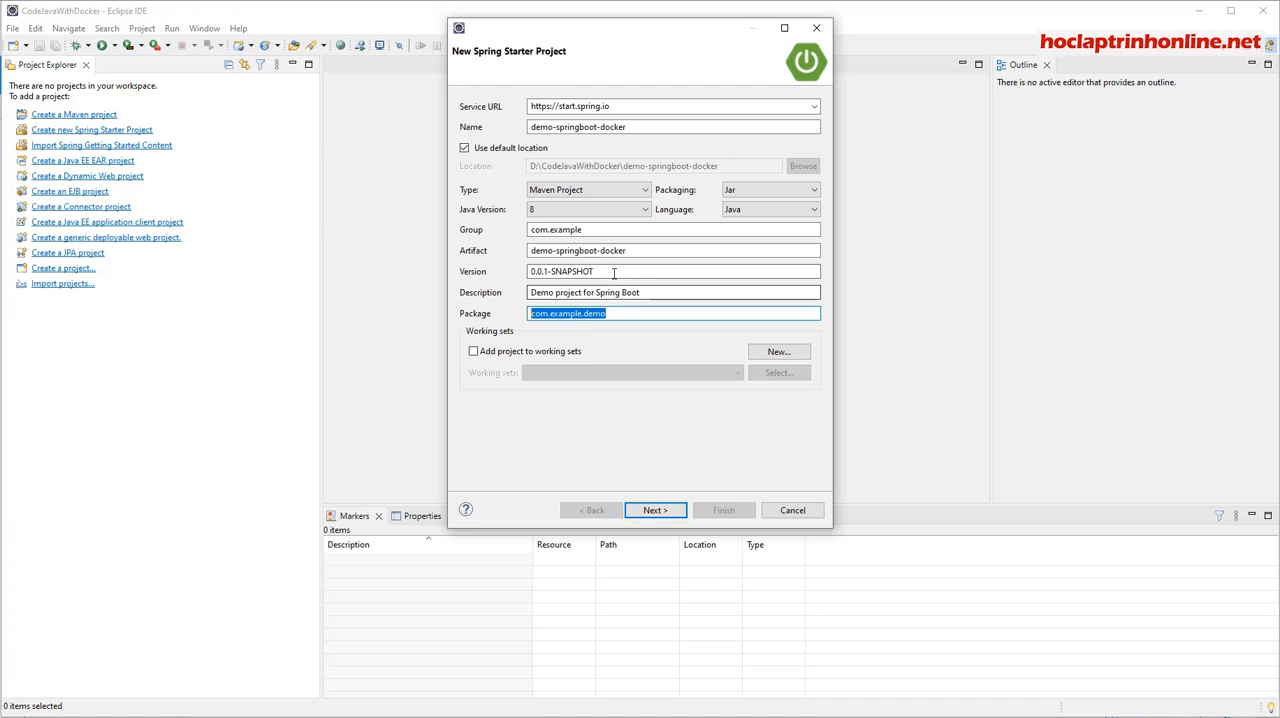 CodeJavaWithDocker - Eclipse IDE
File Edit Navigate Search Project Run Window Help
hoclaptrinhonline.net
Project Explorer
There are no projects in your workspace.
To add a project:
Create a Maven project
Create new Spring Starter Project
Import Spring Getting Started Content
Create a Java EE EAR project
Create a Dynamic Web project
Create an EJB project
Create a Connector project
Create a Java EE application client project
Create a generic deployable web project.
Create a JPA project
Create a project...
Import projects...
New Spring Starter Project
Service URL https://start.spring.io
Name demo-springboot-docker
Use default location
Location D:\CodeJavaWithDocker\demo-springboot-docker Browse
Type: Maven Project Packaging: Jar
Java Version: 8 Language: Java
Group com.example
Artifact demo-springboot-docker
Version 0.0.1-SNAPSHOT
Description Demo project for Spring Boot
Package com.example.demo
Working sets
Add project to working sets New...
Working sets: Select...
< Back Next > Finish Cancel
Outline
There is no active editor that provides an outline.
Markers Properties
0 items
Description Resource Path Location Type
0 items selected